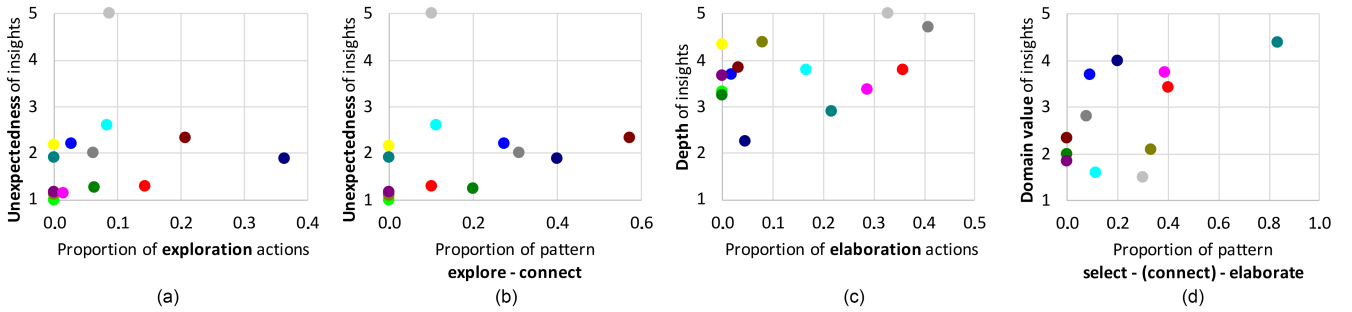 Unexpectedness of insights
5
4
3
2
1
0.0 0.1 0.2 0.3 0.4
Proportion of exploration actions
(a)
Unexpectedness of insights
5
4
3
2
1
0.0 0.2 0.4 0.6
Proportion of pattern
explore - connect
(b)
Depth of insights
5
4
3
2
1
0.0 0.1 0.2 0.3 0.4 0.5
Proportion of elaboration actions
(c)
Domain value of insights
5
4
3
2
1
0.0 0.2 0.4 0.6 0.8 1.0
Proportion of pattern
select - (connect) - elaborate
(d)